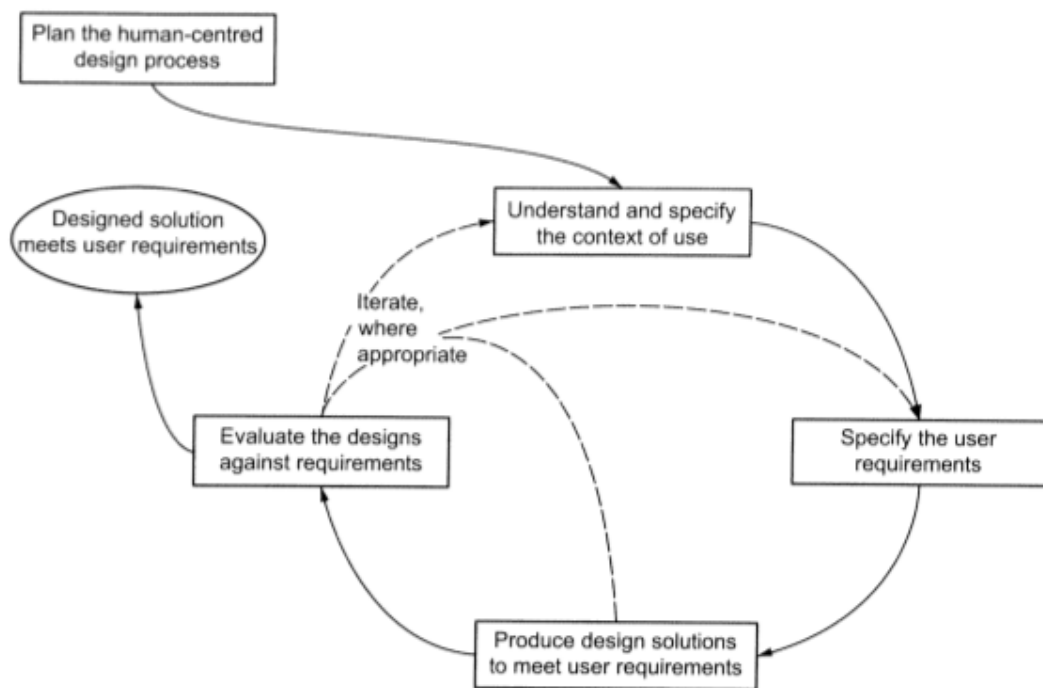 Plan the human-centred
design process
Understand and specify
the context of use
Designed solution
meets user requirements
Iterate,
where
appropriate
Evaluate the designs
against requirements
Specify the user
requirements
Produce design solutions
to meet user requirements